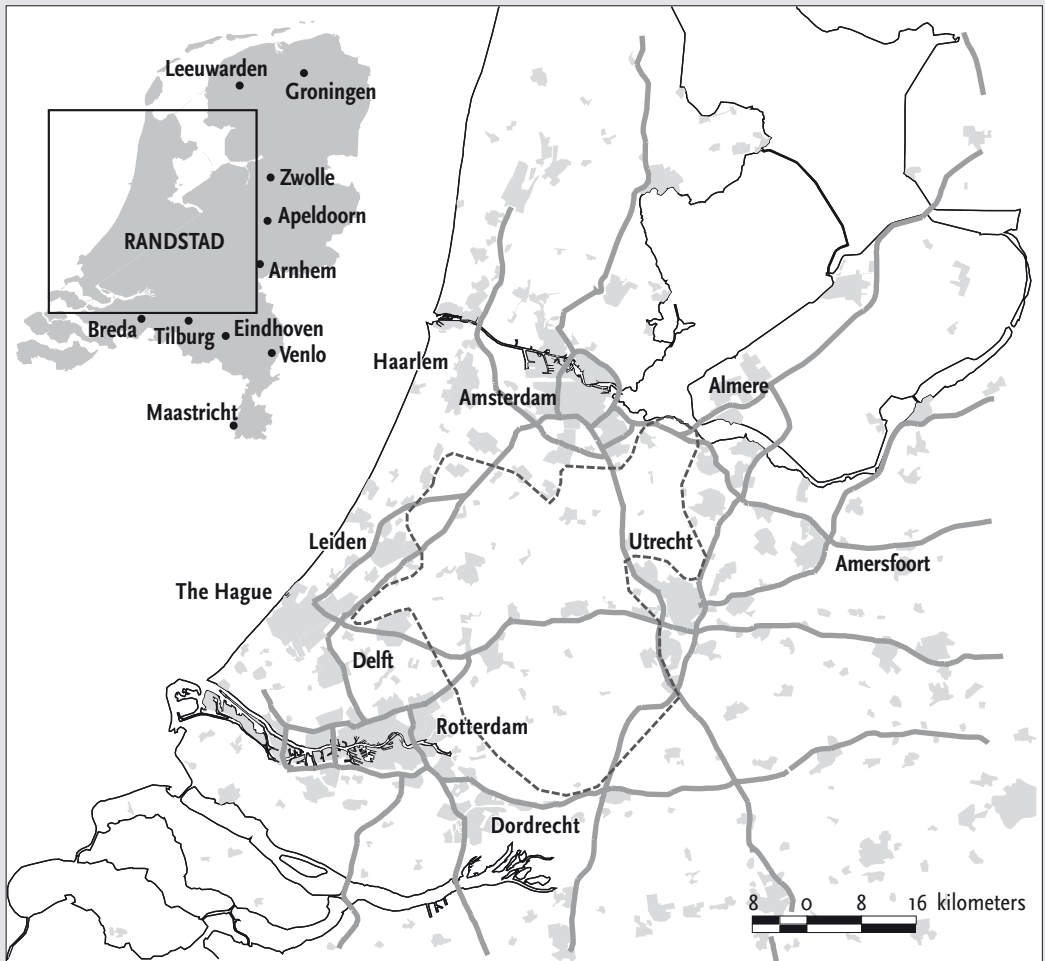 Leeuwarden
Groningen
Zwolle
Apeldoorn
RANDSTAD
Arnhem
Breda
Tilburg
Eindhoven
Venlo
Maastricht
Haarlem
Amsterdam
Almere
Leiden
Utrecht
Amersfoort
The Hague
Delft
Rotterdam
Dordrecht
8 0 8 16 kilometers